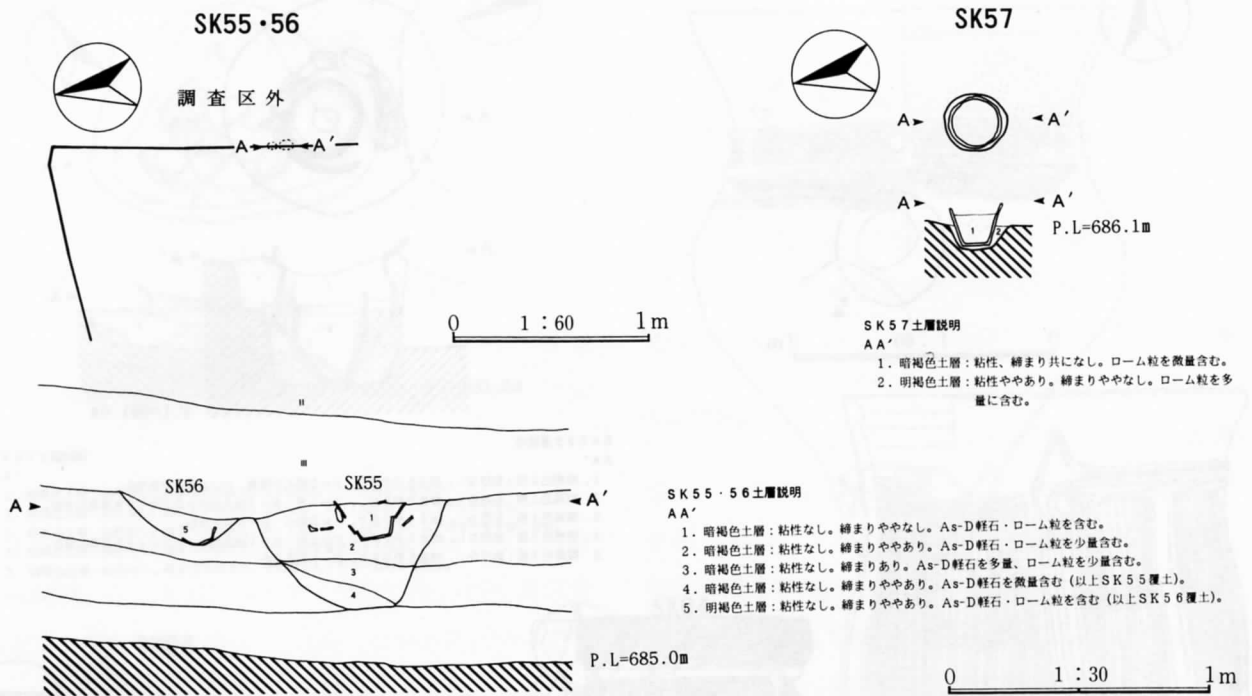 SK55・56
調査区外
A A′
0 1:60 1m
II
III
SK56 SK55
A A′
1
2
3
4
5
P.L=685.0m
SK57
A A′
A A′
1 2
P.L=686.1m
SK57土層説明
AA′
1. 暗褐色土層:粘性、締まり共になし。ローム粒を微量含む。
2. 明褐色土層:粘性ややあり。締まりややなし。ローム粒を多
量に含む。
SK55・56土層説明
AA′
1. 暗褐色土層:粘性なし。締まりややなし。As-D軽石・ローム粒を含む。
2. 暗褐色土層:粘性なし。締まりややあり。As-D軽石・ローム粒を少量含む。
3. 暗褐色土層:粘性なし。締まりあり。As-D軽石を多量、ローム粒を少量含む。
4. 暗褐色土層:粘性なし。締まりややあり。As-D軽石を微量含む(以上SK55覆土)。
5. 明褐色土層:粘性なし。締まりややあり。As-D軽石・ローム粒を含む(以上SK56覆土)。
0 1:30 1m